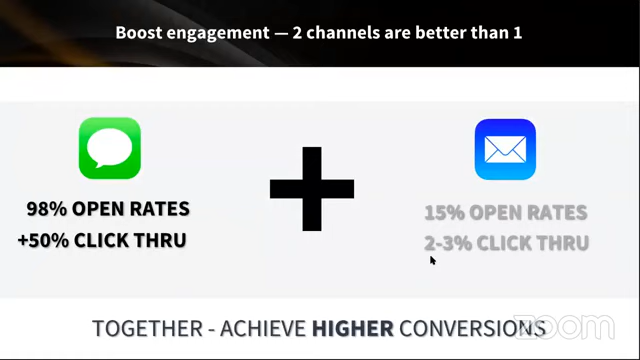 Boost engagement — 2 channels are better than 1
98% OPEN RATES
+50% CLICK THRU
15% OPEN RATES
2-3% CLICK THRU
TOGETHER - ACHIEVE HIGHER CONVERSIONS
zoom